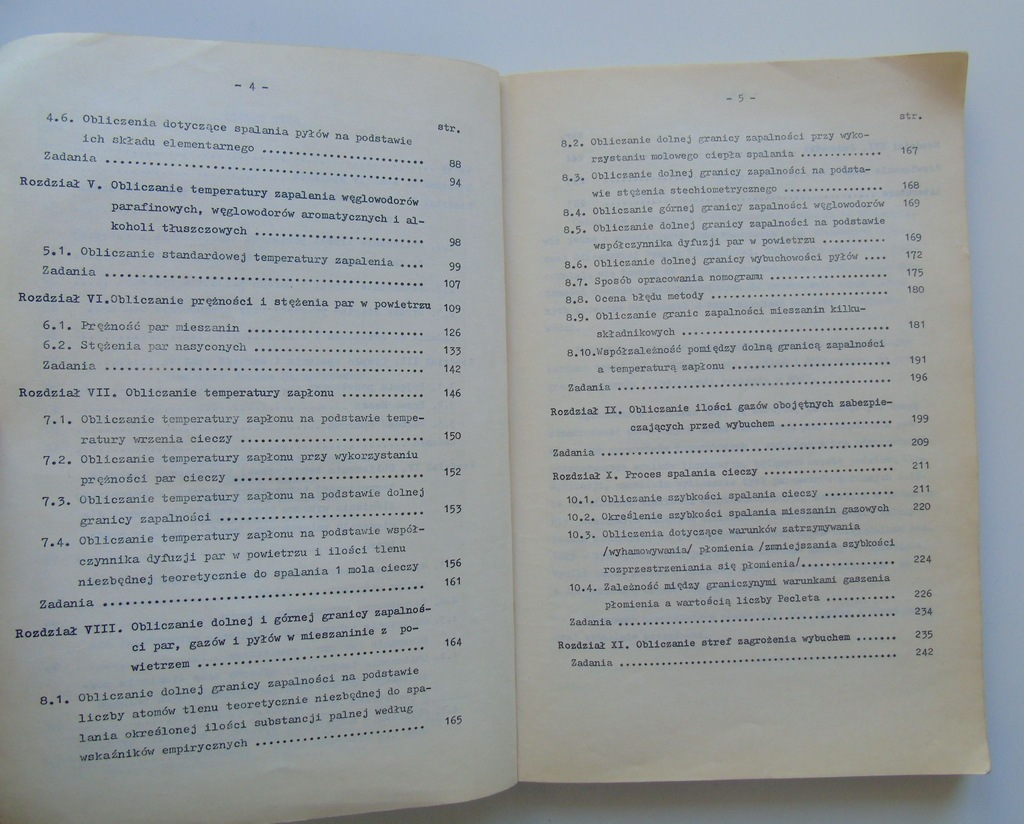 - 4 -
str.
4.6. Obliczenia dotyczące spalania pyłów na podstawie
ich składu elementarnego ........................ 88
Zadania ............................................... 94
Rozdział V. Obliczanie temperatury zapalania węglowodorów
parafinowych, węglowodorów aromatycznych i al-
koholi tłuszczowych ......................... 98
5.1. Obliczanie standardowej temperatury zapalenia .... 99
Zadania ............................................... 107
Rozdział VI.Obliczanie prężności i stężenia par w powietrzu 109
6.1. Prężność par mieszanin .......................... 126
6.2. Stężenia par nasyconych ......................... 133
Zadania ............................................... 142
Rozdział VII. Obliczanie temperatury zapłonu ............ 146
7.1. Obliczanie temperatury zapłonu na podstawie tempe-
ratury wrzenia cieczy ........................... 150
7.2. Obliczanie temperatury zapłonu przy wykorzystaniu
prężności par cieczy ............................ 152
7.3. Obliczanie temperatury zapłonu na podstawie dolnej
granicy zapalności .............................. 153
7.4. Obliczanie temperatury zapłonu na podstawie współ-
czynnika dyfuzji par w powietrzu i ilości tlenu
niezbędnej teoretycznie do spalania 1 mola cieczy 156
Zadania ............................................... 161
Rozdział VIII. Obliczanie dolnej i górnej granicy zapalnoś-
ci par, gazów i pyłów w mieszaninie z po-
wietrzem ............................... 164
8.1. Obliczanie dolnej granicy zapalności na podstawie
liczby atomów tlenu teoretycznie niezbędnej do spa-
lania określonej ilości substancji palnej według
wskaźników empirycznych ......................... 165
- 5 -
str.
8.2. Obliczanie dolnej granicy zapalności przy wyko-
rzystaniu molowego ciepła spalania ............. 167
8.3. Obliczanie dolnej granicy zapalności na podsta-
wie stężenia stechiometrycznego ................ 168
8.4. Obliczanie górnej granicy zapalności węglowodorów 169
8.5. Obliczanie dolnej granicy zapalności na podstawie
współczynnika dyfuzji par w powietrzu .......... 169
8.6. Obliczanie dolnej granicy wybuchowości pyłów .... 172
8.7. Sposób opracowania nomogramu .................... 175
8.8. Ocena błędu metody .............................. 180
8.9. Obliczanie granic zapalności mieszanin kilku-
składnikowych ................................... 181
8.10.Współzależność pomiędzy dolną granicą zapalności
a temperaturą zapłonu ........................... 191
Zadania ............................................... 196
Rozdział IX. Obliczanie ilości gazów obojętnych zabezpie-
czających przed wybuchem .................. 199
Zadania ............................................... 209
Rozdział X. Proces spalania cieczy ...................... 211
10.1. Obliczanie szybkości spalania cieczy ............ 211
10.2. Określenie szybkości spalania mieszanin gazowych 220
10.3. Obliczenia dotyczące warunków zatrzymywania
/wyhamowywania/ płomienia /zmniejszania szybkości
rozprzestrzeniania się płomienia/............... 224
10.4. Zależność między graniczynymi warunkami gaszenia
płomienia a wartością liczby Pecleta ........... 226
Zadania ............................................... 234
Rozdział XI. Obliczanie stref zagrożenia wybuchem ....... 235
Zadania ............................................... 242